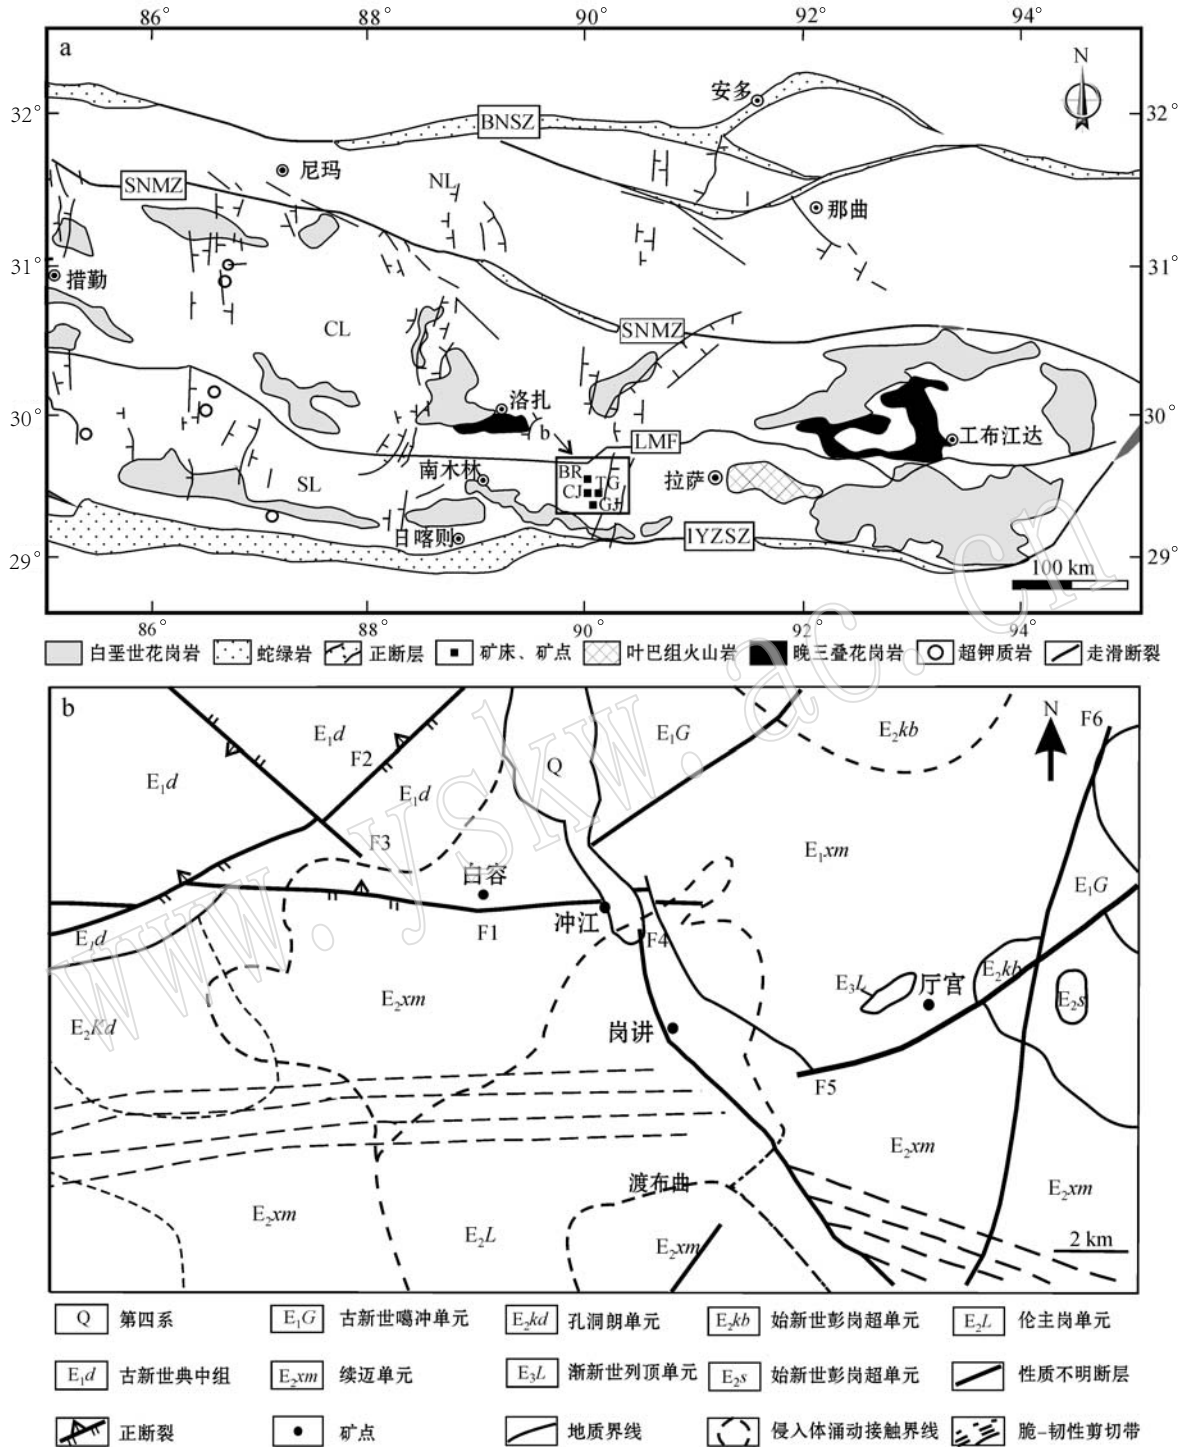 86° 88° 90° 92° 94°
a
N
安多
32° 32°
BNSZ
尼玛
SNMZ
NL
那曲
31° 31°
措勤
CL
SNMZ
洛扎
30° 30°
b
LMF
工布江达
南木林
BR
拉萨
SL
CJ TG
GJ
日喀则
IYZSZ
29° 29°
100 km
86° 88° 90° 92° 94°
白垩世花岗岩 蛇绿岩 正断层 矿床、矿点 叶巴组火山岩 晚三叠花岗岩 超钾质岩 走滑断裂
b
N
F6
E₁d
E₁G
E₂kb
F2
Q
E₁d
E₁d
F3
E₁xm
白容
E₁G
冲江
F1
F4
E₁d
E₂kb
E₃L
厅宫
E₂xm
E₂s
E₂Kd
岗讲
F5
E₂xm
渡布曲
E₂xm
E₂xm
E₂L
E₂xm
2 km
Q 第四系 E₁G 古新世噶冲单元 E₂kd 孔洞朗单元 E₂kb 始新世彭岗超单元 E₂L 伦主岗单元
E₁d 古新世典中组 E₂xm 续迈单元 E₃L 渐新世列顶单元 E₂s 始新世彭岗超单元 性质不明断层
正断裂 矿点 地质界线 侵入体涌动接触界线 脆-韧性剪切带
www.yskw.ac.cn